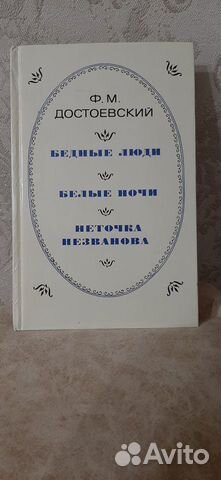 Ф. М.
ДОСТОЕВСКИЙ
БЕДНЫЕ ЛЮДИ
БЕЛЫЕ НОЧИ
НЕТОЧКА
НЕЗВАНОВА
Avito